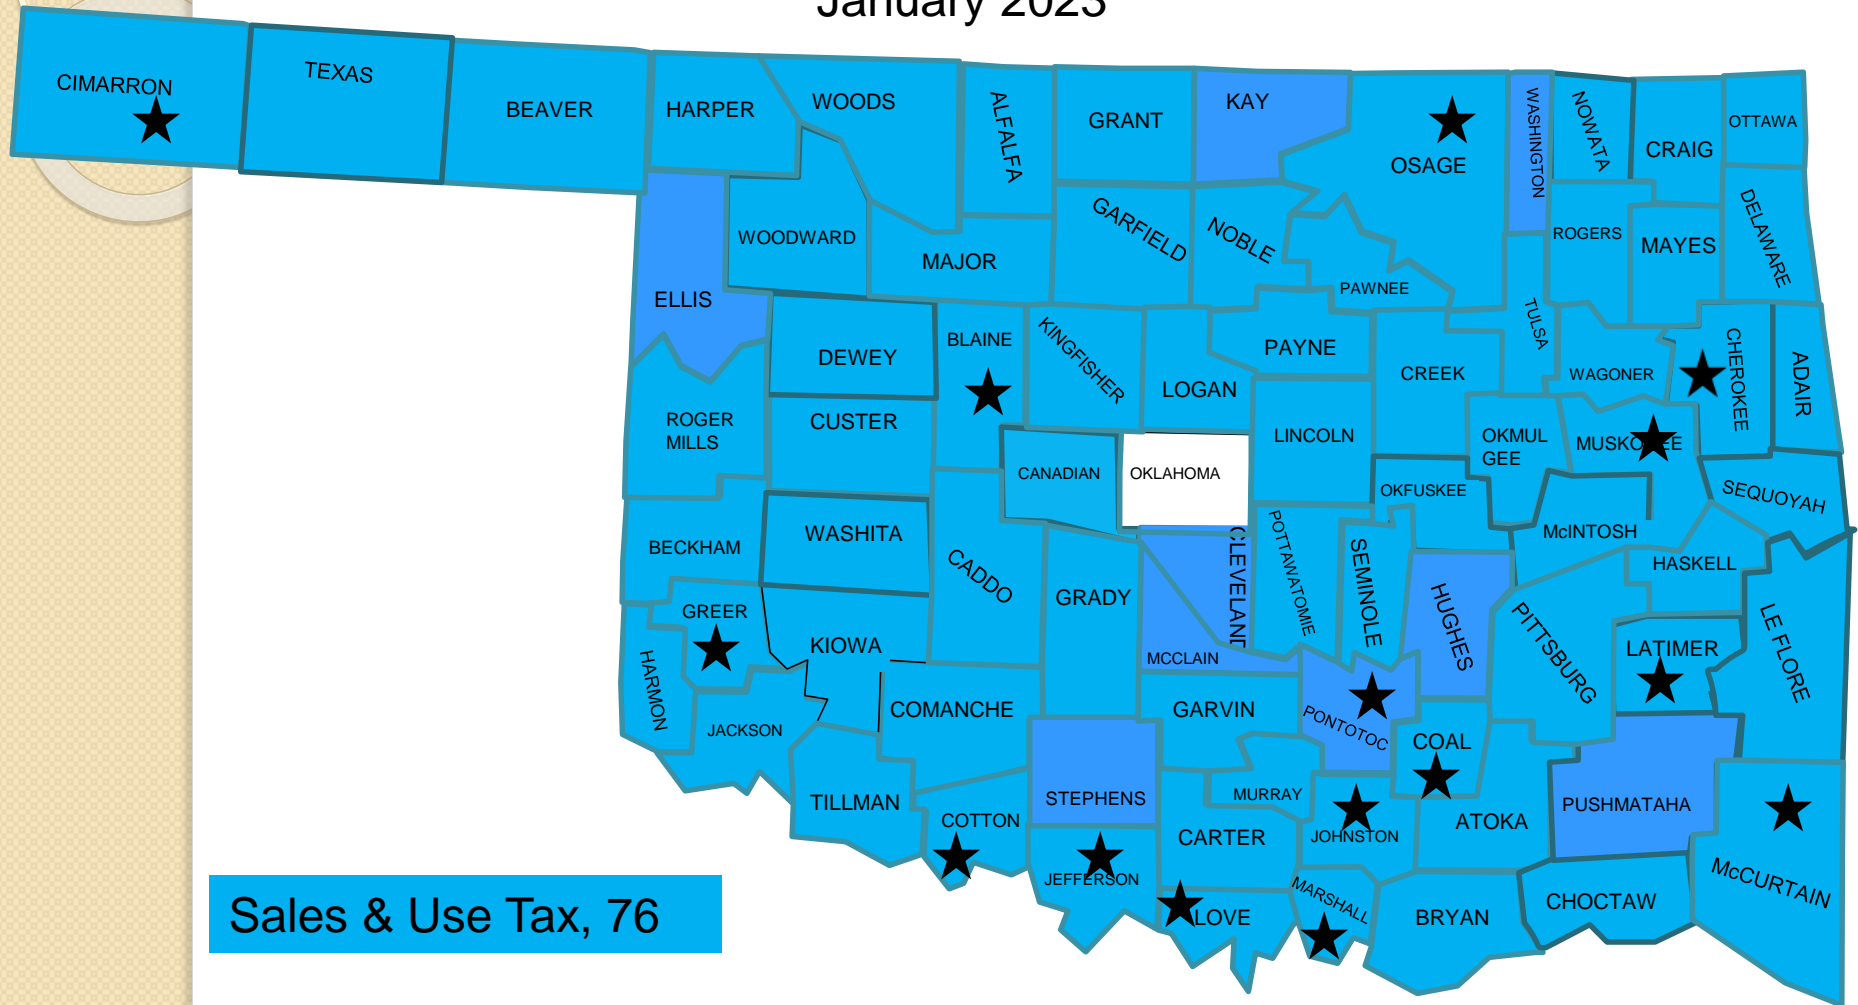 January 2023
CIMARRON
TEXAS
BEAVER
HARPER
WOODS
ALFALFA
GRANT
KAY
OSAGE
WASHINGTON
NOWATA
CRAIG
OTTAWA
ELLIS
WOODWARD
MAJOR
GARFIELD
NOBLE
PAWNEE
TULSA
ROGERS
MAYES
DELAWARE
DEWEY
BLAINE
KINGFISHER
LOGAN
PAYNE
CREEK
WAGONER
CHEROKEE
ADAIR
ROGER
MILLS
CUSTER
CANADIAN
OKLAHOMA
LINCOLN
OKFUSKEE
OKMUL
GEE
MUSKOGEE
SEQUOYAH
BECKHAM
WASHITA
CADDO
GRADY
CLEVELAND
MCCLAIN
POTTAWATOMIE
SEMINOLE
HUGHES
McINTOSH
HASKELL
PITTSBURG
LATIMER
LE FLORE
GREER
HARMON
JACKSON
KIOWA
COMANCHE
GARVIN
PONTOTOC
COAL
TILLMAN
COTTON
STEPHENS
JEFFERSON
CARTER
MURRAY
JOHNSTON
ATOKA
PUSHMATAHA
LOVE
MARSHALL
BRYAN
CHOCTAW
McCURTAIN
Sales & Use Tax, 76